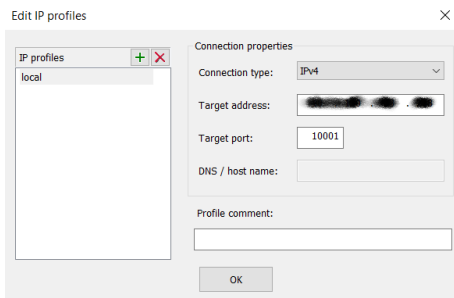 Edit IP profiles
IP profiles
local
Connection properties
Connection type: IPv4
Target address:
Target port: 10001
DNS / host name:
Profile comment:
OK